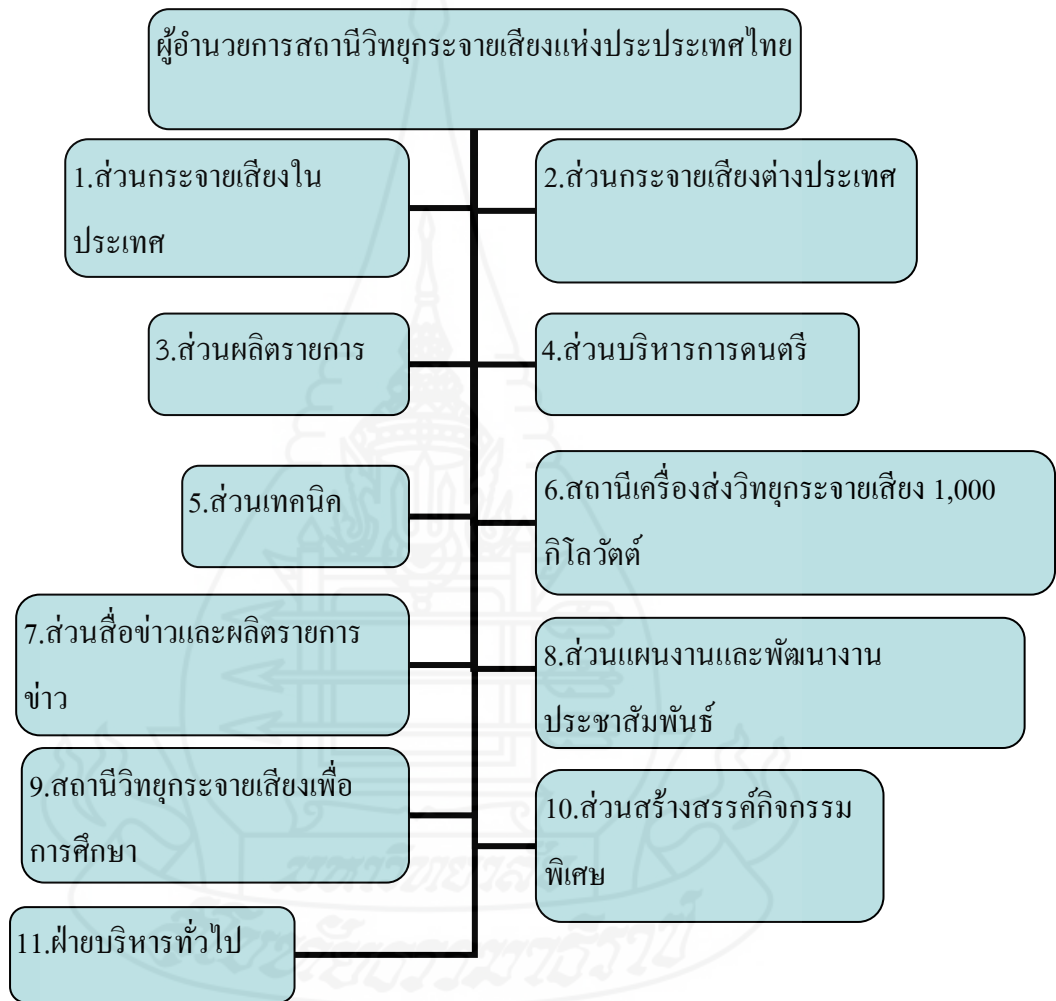 ผู้อำนวยการสถานีวิทยุกระจายเสียงแห่งประประเทศไทย
1.ส่วนกระจายเสียงใน
ประเทศ
2.ส่วนกระจายเสียงต่างประเทศ
3.ส่วนผลิตรายการ
4.ส่วนบริหารการดนตรี
5.ส่วนเทคนิค
6.สถานีเครื่องส่งวิทยุกระจายเสียง 1,000
กิโลวัตต์
7.ส่วนสื่อข่าวและผลิตรายการ
ข่าว
8.ส่วนแผนงานและพัฒนางาน
ประชาสัมพันธ์
9.สถานีวิทยุกระจายเสียงเพื่อ
การศึกษา
10.ส่วนสร้างสรรค์กิจกรรม
พิเศษ
11.ฝ่ายบริหารทั่วไป